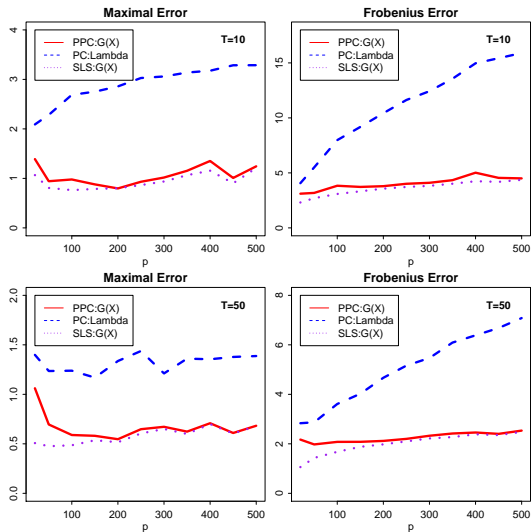 Maximal Error
PPC:G(X)
PC:Lambda
SLS:G(X)
T=10
0 1 2 3 4
100 200 300 400 500
p
Frobenius Error
PPC:G(X)
PC:Lambda
SLS:G(X)
T=10
0 5 10 15
100 200 300 400 500
p
Maximal Error
PPC:G(X)
PC:Lambda
SLS:G(X)
T=50
0.0 0.5 1.0 1.5 2.0
100 200 300 400 500
p
Frobenius Error
PPC:G(X)
PC:Lambda
SLS:G(X)
T=50
0 2 4 6 8
100 200 300 400 500
p